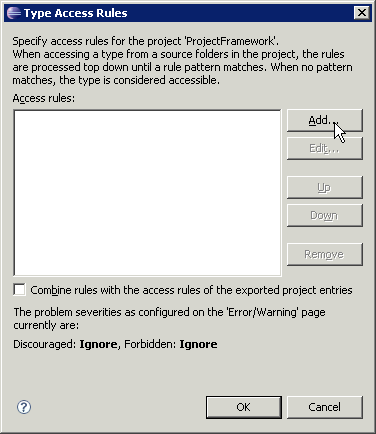 Type Access Rules
Specify access rules for the project 'ProjectFramework'.
When accessing a type from a source folders in the project, the rules
are processed top down until a rule pattern matches. When no pattern
matches, the type is considered accessible.
Access rules:
Add...
Edit...
Up
Down
Remove
Combine rules with the access rules of the exported project entries
The problem severities as configured on the 'Error/Warning' page
currently are:
Discouraged: Ignore, Forbidden: Ignore
?
OK
Cancel